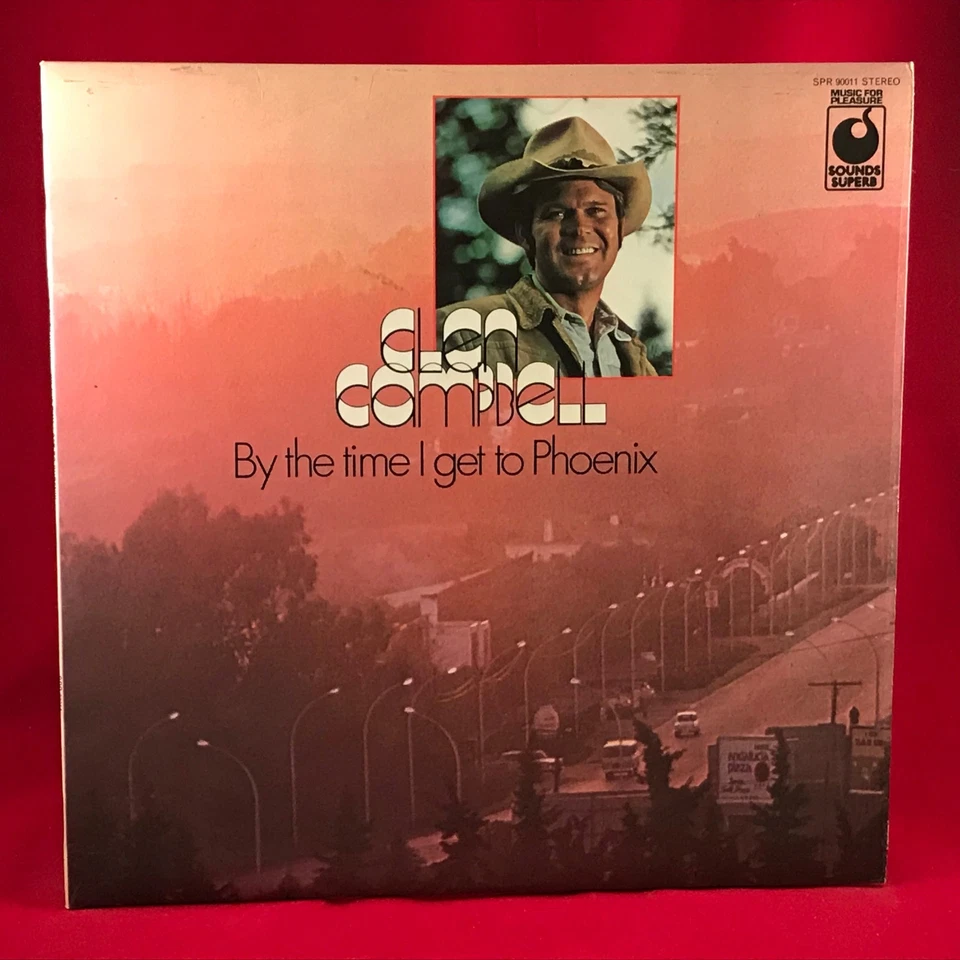 SPR 90011 STEREO
MUSIC FOR
PLEASURE
SOUNDS
SUPERB
GLEN
CAMPBELL
By the time I get to Phoenix